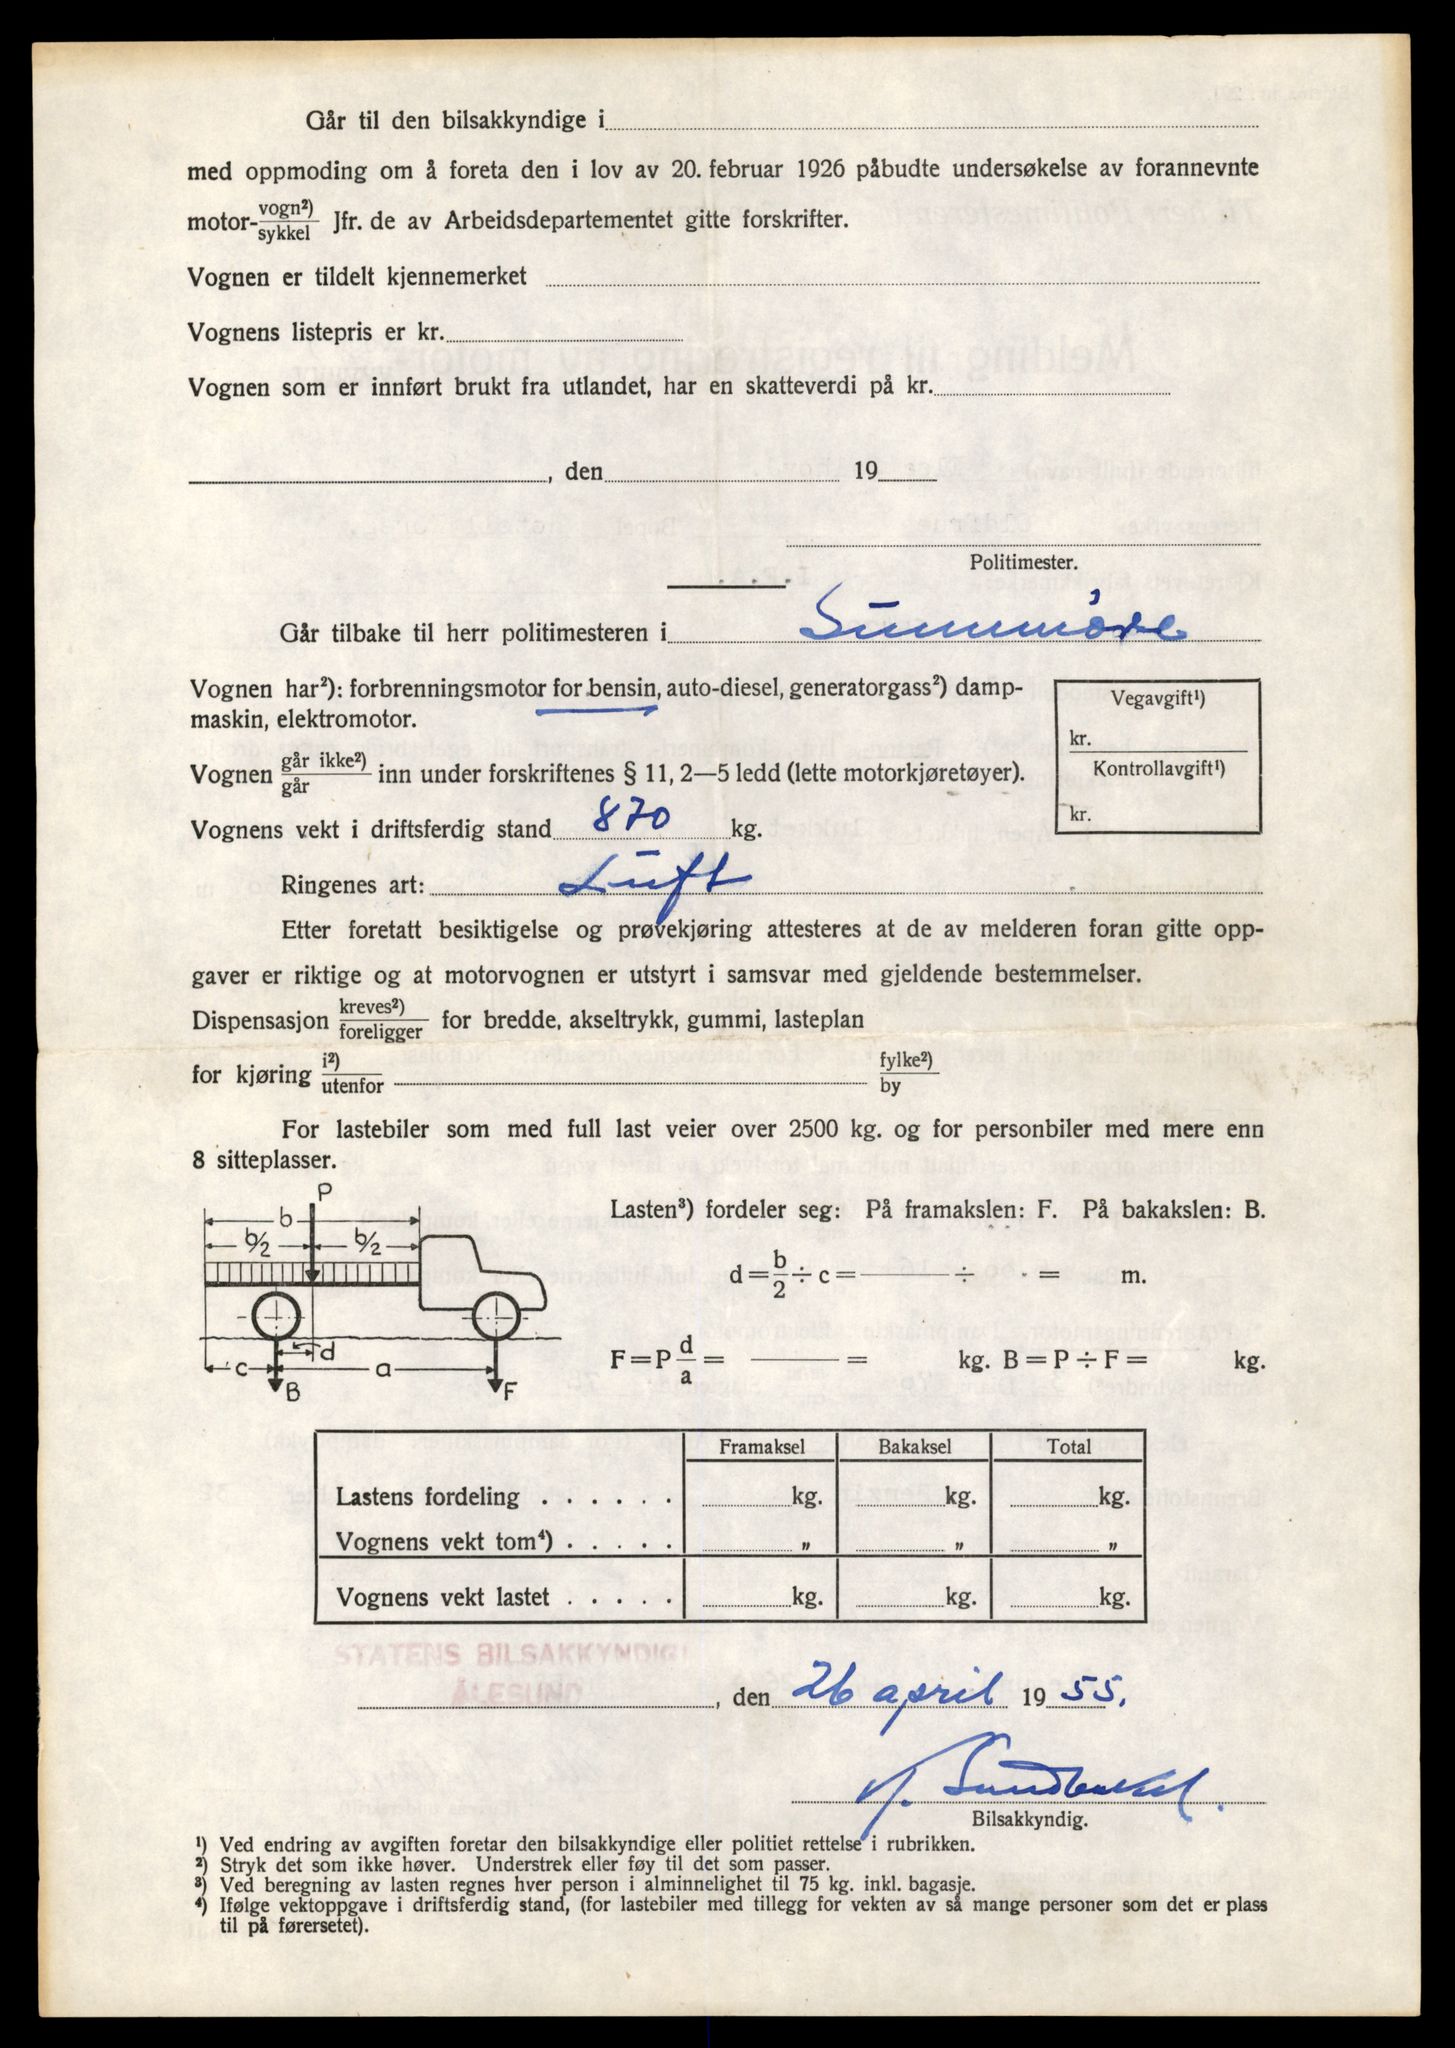 Går til den bilsakkyndige i
med oppmoding om å foreta den i lov av 20. februar 1926 påbudte undersøkelse av forannevnte
motor- vogn²) / sykkel Jfr. de av Arbeidsdepartementet gitte forskrifter.
Vognen er tildelt kjennemerket
Vognens listepris er kr.
Vognen som er innført brukt fra utlandet, har en skatteverdi på kr.
, den 19
Politimester.
Går tilbake til herr politimesteren i Sunnmöre
Vognen har²): forbrenningsmotor for bensin, auto-diesel, generatorgass²) damp-
maskin, elektromotor.
Vegavgift¹)
kr.
Kontrollavgift¹)
kr.
Vognen går ikke²) / går inn under forskriftenes § 11, 2—5 ledd (lette motorkjøretøyer).
Vognens vekt i driftsferdig stand 870 kg.
Ringenes art: Luft
Etter foretatt besiktigelse og prøvekjøring attesteres at de av melderen foran gitte opp-
gaver er riktige og at motorvognen er utstyrt i samsvar med gjeldende bestemmelser.
Dispensasjon kreves²) / foreligger for bredde, akseltrykk, gummi, lasteplan
for kjøring i²) / utenfor fylke²) / by
For lastebiler som med full last veier over 2500 kg. og for personbiler med mere enn
8 sitteplasser.
P
b
b/2 b/2
c d a
B F
Lasten³) fordeler seg: På framakslen: F. På bakakslen: B.
d = b/2 ÷ c = ÷ = m.
F = P d/a = = kg. B = P ÷ F = kg.
Framaksel Bakaksel Total
Lastens fordeling . . . . . . kg. kg. kg.
Vognens vekt tom⁴) . . . . . „ „ „
Vognens vekt lastet . . . . . kg. kg. kg.
STATENS BILSAKKYNDIGE
ÅLESUND
, den 26 april 1955.
Bilsakkyndig.
¹) Ved endring av avgiften foretar den bilsakkyndige eller politiet rettelse i rubrikken.
²) Stryk det som ikke høver. Understrek eller føy til det som passer.
³) Ved beregning av lasten regnes hver person i alminnelighet til 75 kg. inkl. bagasje.
⁴) Ifølge vektoppgave i driftsferdig stand, (for lastebiler med tillegg for vekten av så mange personer som det er plass
til på førersetet).